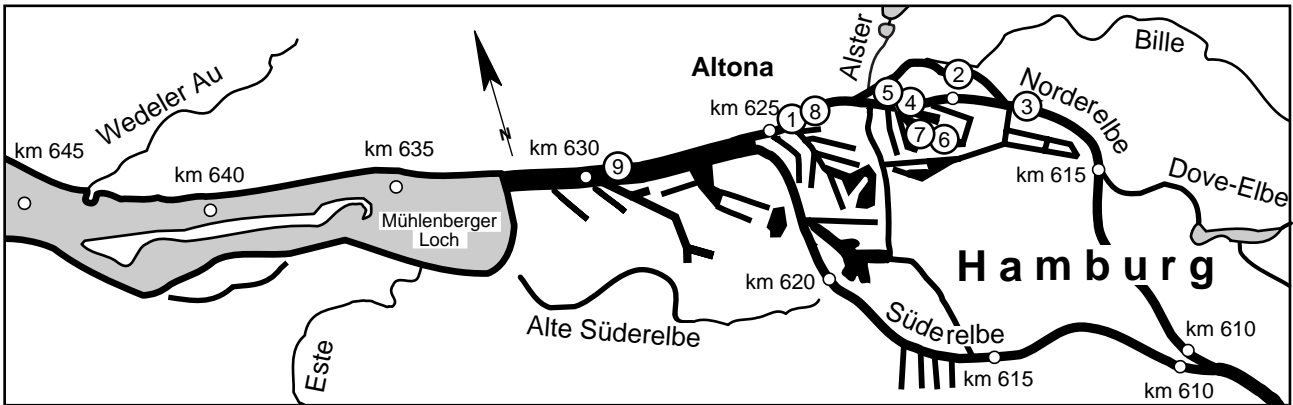 Wedeler Au
km 645
km 640
km 635
Mühlenberger
Loch
Este
N
km 630
9
Alte Süderelbe
Altona
km 625
1
8
Alster
5
4
2
3
7
6
Bille
Norderelbe
km 615
Dove-Elbe
Hamburg
km 620
Süderelbe
km 615
km 610
km 610